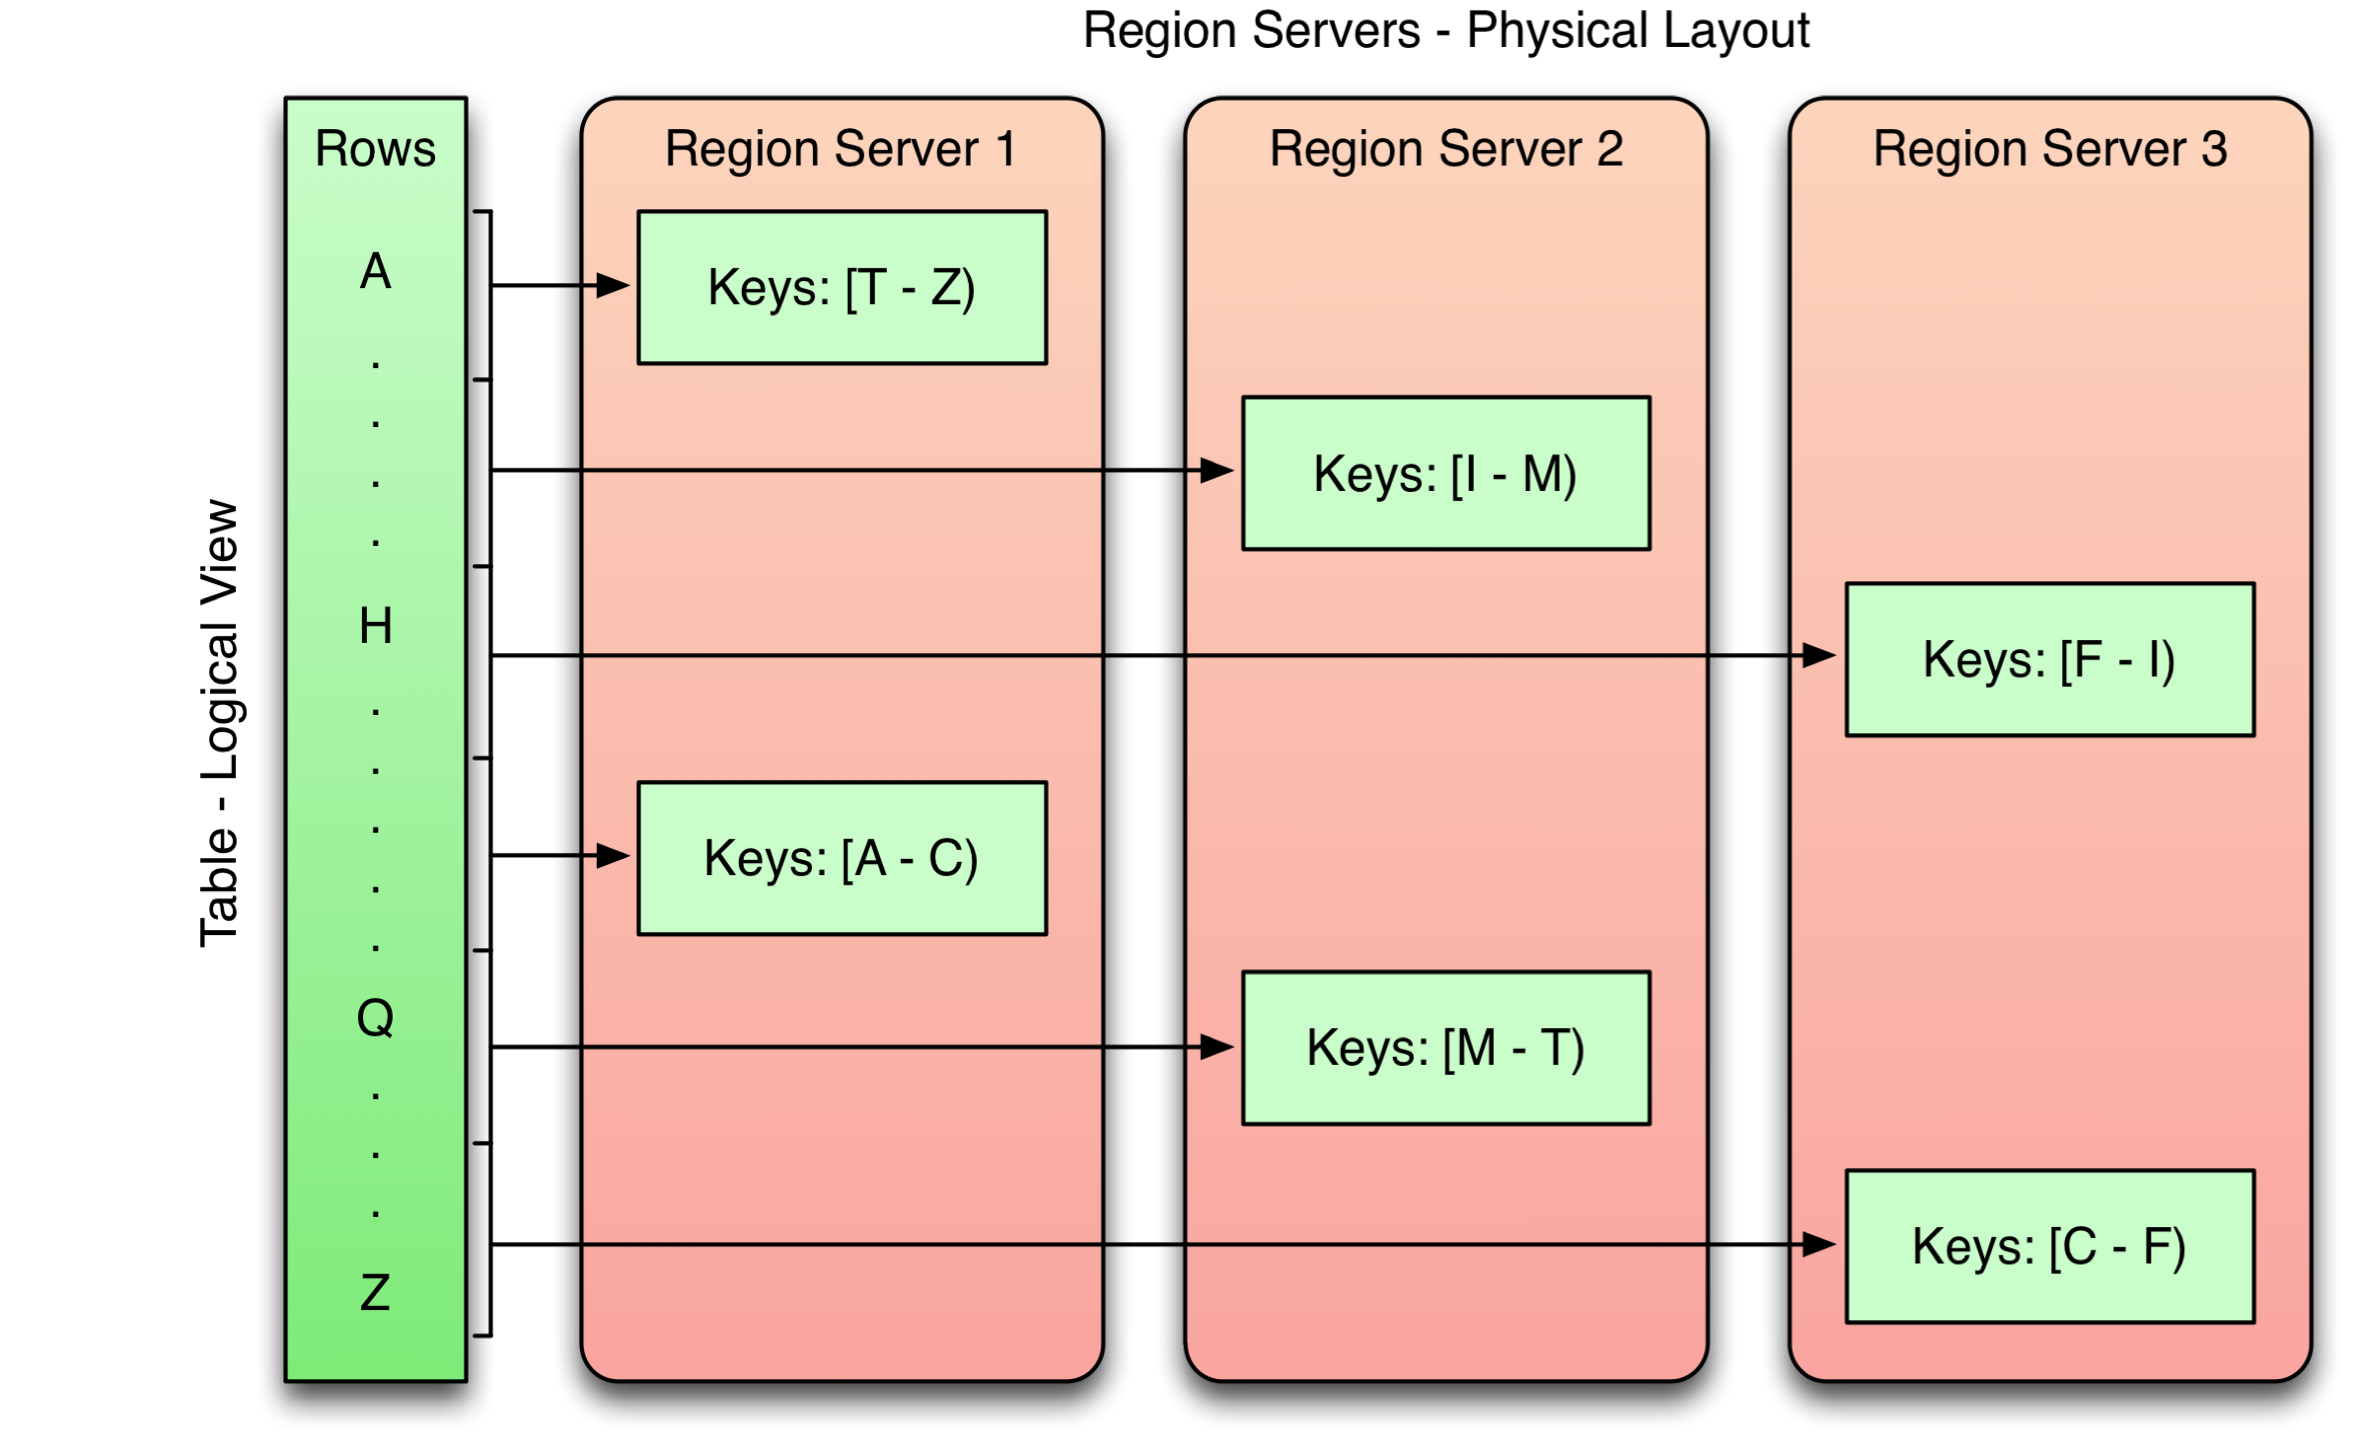 Region Servers - Physical Layout
Table - Logical View
Rows
A
.
.
.
.
H
.
.
.
.
.
Q
.
.
.
Z
Region Server 1
Keys: [T - Z)
Keys: [A - C)
Region Server 2
Keys: [I - M)
Keys: [M - T)
Region Server 3
Keys: [F - I)
Keys: [C - F)